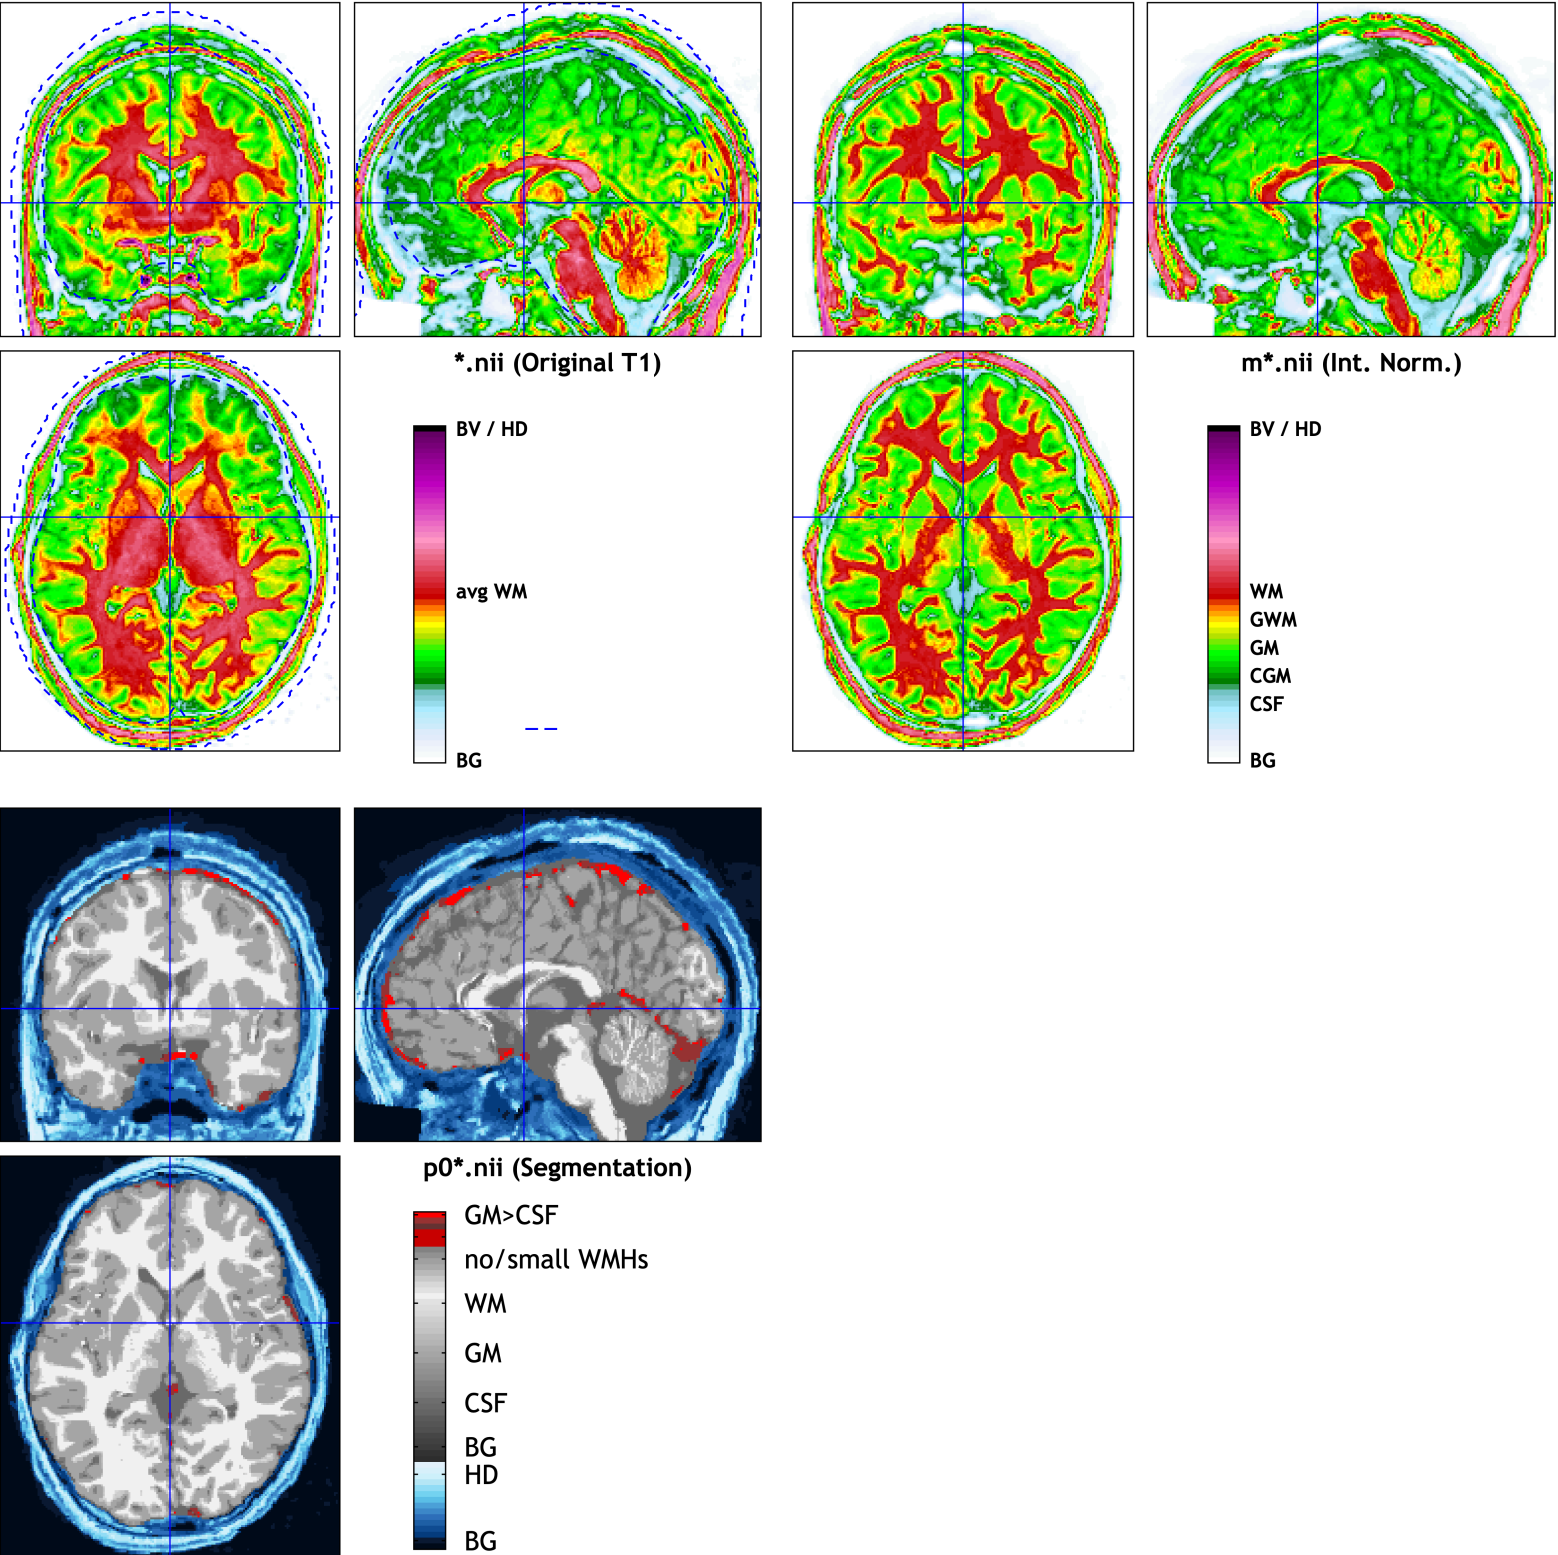 *.nii (Original T1)
BV / HD
avg WM
BG
m*.nii (Int. Norm.)
BV / HD
WM
GWM
GM
CGM
CSF
BG
p0*.nii (Segmentation)
GM>CSF
no/small WMHs
WM
GM
CSF
BG
HD
BG